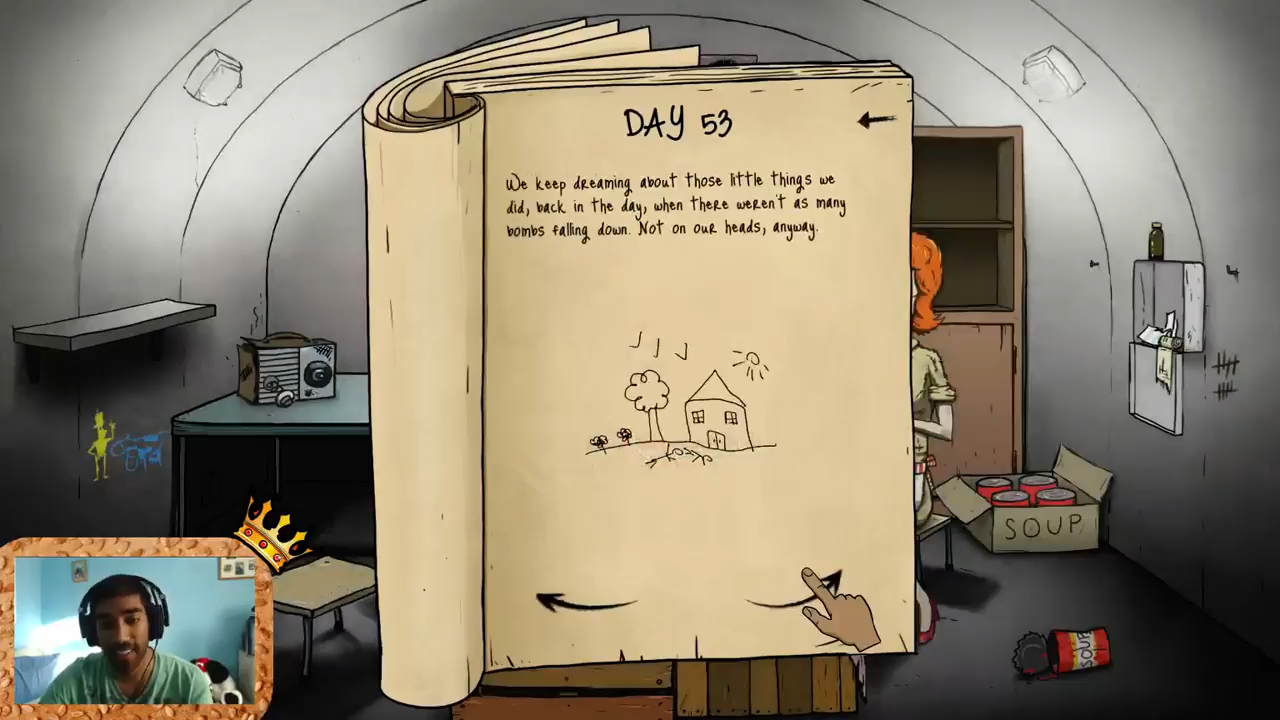 DAY 53
We keep dreaming about those little things we
did, back in the day, when there weren't as many
bombs falling down. Not on our heads, anyway.
SOUP
SOUP